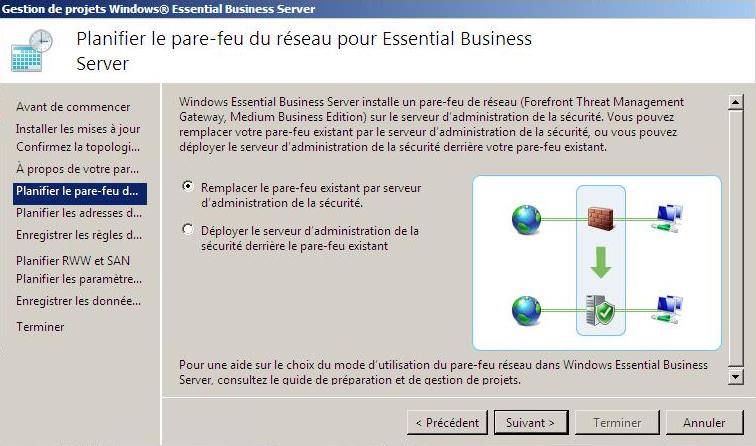 Gestion de projets Windows® Essential Business Server
Planifier le pare-feu du réseau pour Essential Business
Server
Avant de commencer
Installer les mises à jour
Confirmez la topologi...
À propos de votre par...
Planifier le pare-feu d...
Planifier les adresses d...
Enregistrer les règles d...
Planifier RWW et SAN
Planifier les paramètre...
Enregistrer les donnée...
Terminer
Windows Essential Business Server installe un pare-feu de réseau (Forefront Threat Management
Gateway, Medium Business Edition) sur le serveur d'administration de la sécurité. Vous pouvez
remplacer votre pare-feu existant par le serveur d'administration de la sécurité, ou vous pouvez
déployer le serveur d'administration de la sécurité derrière votre pare-feu existant.
Remplacer le pare-feu existant par serveur
d'administration de la sécurité.
Déployer le serveur d'administration de la
sécurité derrière le pare-feu existant
Pour une aide sur le choix du mode d'utilisation du pare-feu réseau dans Windows Essential Business
Server, consultez le guide de préparation et de gestion de projets.
< Précédent
Suivant >
Terminer
Annuler